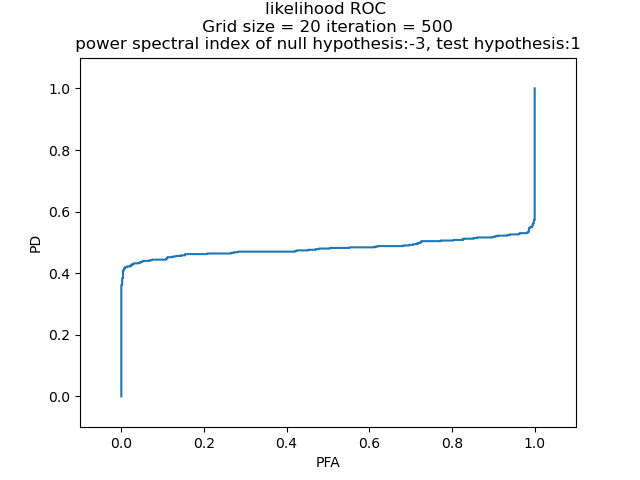 likelihood ROC
Grid size = 20 iteration = 500
power spectral index of null hypothesis:-3, test hypothesis:1
1.0
0.8
0.6
0.4
0.2
0.0
PD
0.0 0.2 0.4 0.6 0.8 1.0
PFA